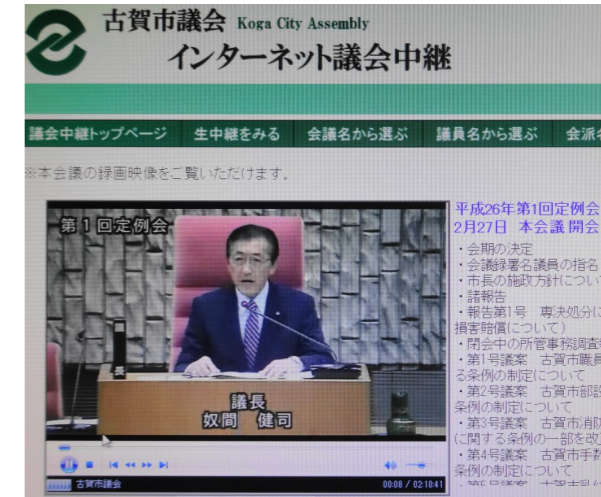 古賀市議会 Koga City Assembly
インターネット議会中継
議会中継トップページ 生中継をみる 会議名から選ぶ 議員名から選ぶ 会派名
※本会議の録画映像をご覧いただけます。
第1回定例会
長
議長
奴間 健司
古賀市議会
00:08 / 02:10:41
平成26年第1回定例会
2月27日 本会議 開会
・会期の決定
・会議録署名議員の指名
・市長の施政方針につい
・諸報告
・報告第1号 専決処分に
損害賠償について)
・閉会中の所管事務調査
・第1号議案 古賀市職員
る条例の制定について
・第2号議案 古賀市部設
条例の制定について
・第3号議案 古賀市消防
に関する条例の一部を改
・第4号議案 古賀市手数
条例の制定について